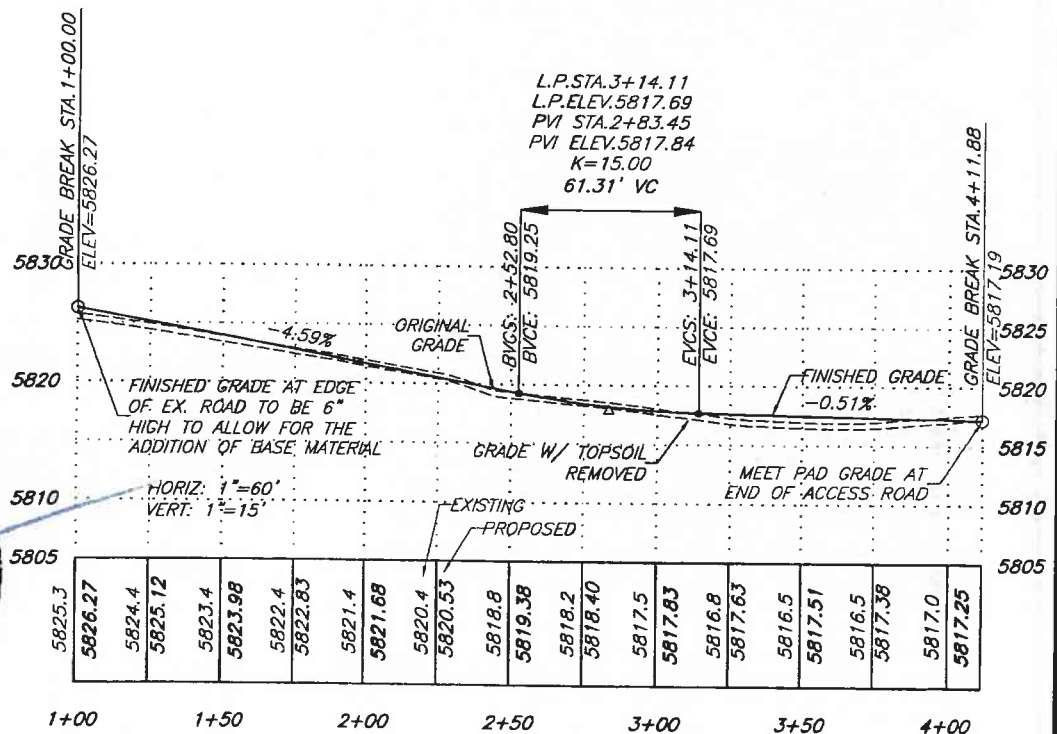 GRADE BREAK STA.1+00.00
ELEV=5826.27
L.P.STA.3+14.11
L.P.ELEV.5817.69
PVI STA.2+83.45
PVI ELEV.5817.84
K=15.00
61.31' VC
BVCS: 2+52.80
BVCE: 5819.25
EVCS: 3+14.11
EVCE: 5817.69
GRADE BREAK STA.4+11.88
ELEV=5817.19
5830
5820
5810
5805
5830
5825
5820
5815
5810
5805
-4.59%
ORIGINAL
GRADE
FINISHED GRADE
-0.51%
FINISHED GRADE AT EDGE
OF EX. ROAD TO BE 6"
HIGH TO ALLOW FOR THE
ADDITION OF BASE MATERIAL
GRADE W/ TOPSOIL
REMOVED
MEET PAD GRADE AT
END OF ACCESS ROAD
HORIZ: 1"=60'
VERT: 1"=15'
EXISTING
PROPOSED
5825.3
5826.27
5824.4
5825.12
5823.4
5823.98
5822.4
5822.83
5821.4
5821.68
5820.4
5820.53
5818.8
5819.38
5818.2
5818.40
5817.5
5817.83
5816.8
5817.63
5816.5
5817.51
5816.5
5817.38
5817.0
5817.25
1+00
1+50
2+00
2+50
3+00
3+50
4+00